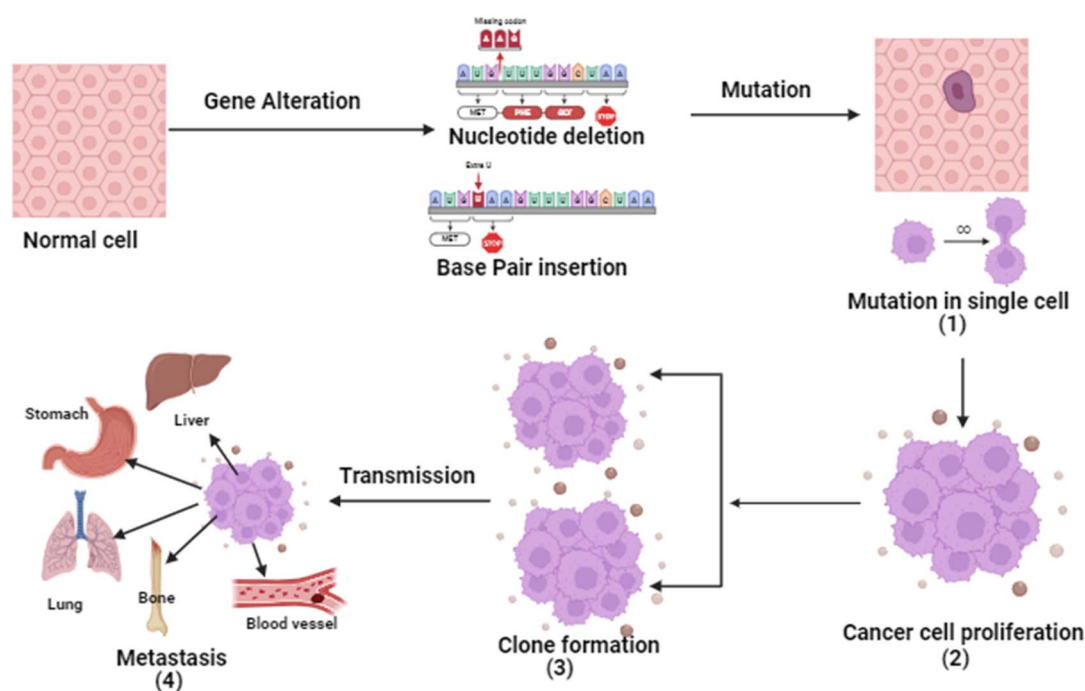 Missing codon
A A G
A U G U U U G G C U A A
MET PHE GLY STOP
Nucleotide deletion
Gene Alteration
Mutation
Normal cell
Extra U
A U G U A A G U U U G G C U A A
MET STOP
Base Pair insertion
∞
Mutation in single cell
(1)
Cancer cell proliferation
(2)
Clone formation
(3)
Transmission
Liver
Stomach
Lung
Bone
Blood vessel
Metastasis
(4)